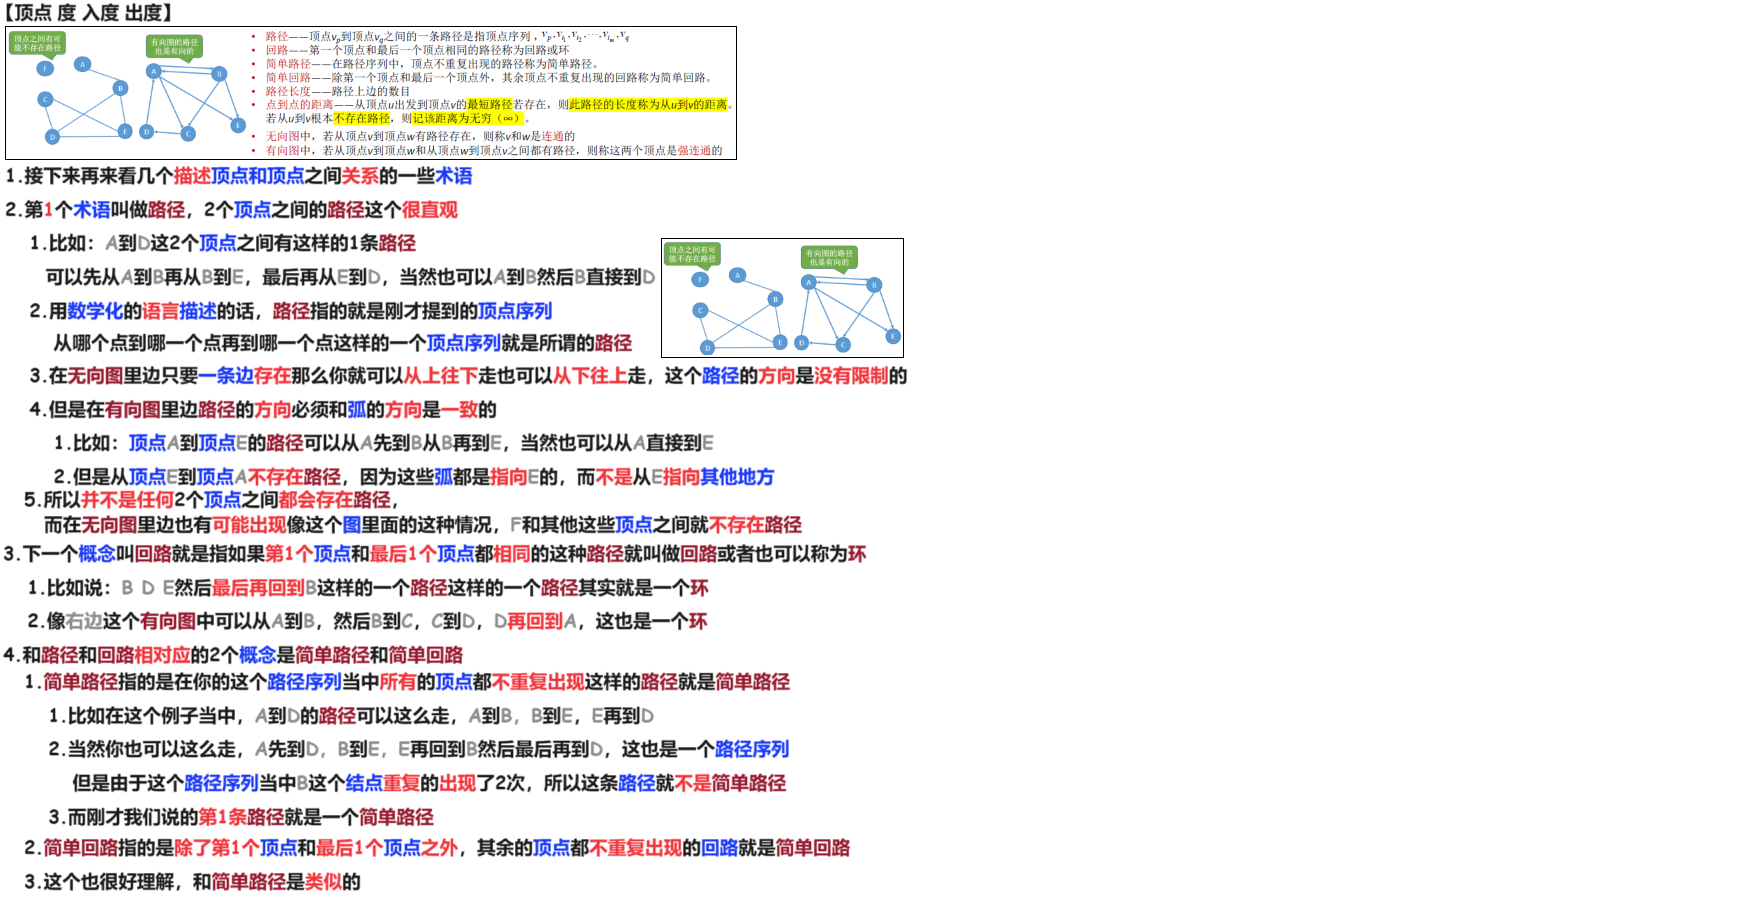 【顶点 度 入度 出度】
顶点之间有可
能不存在路径
有向图的路径
也是有向的
F
A
B
C
D
E
A
B
C
D
E
• 路径——顶点vp到顶点vq之间的一条路径是指顶点序列，vp,vi1,vi2,⋯,vim,vq
• 回路——第一个顶点和最后一个顶点相同的路径称为回路或环
• 简单路径——在路径序列中，顶点不重复出现的路径称为简单路径。
• 简单回路——除第一个顶点和最后一个顶点外，其余顶点不重复出现的回路称为简单回路。
• 路径长度——路径上边的数目
• 点到点的距离——从顶点u出发到顶点v的最短路径若存在，则此路径的长度称为从u到v的距离。
若从u到v根本不存在路径，则记该距离为无穷（∞）。
• 无向图中，若从顶点v到顶点w有路径存在，则称v和w是连通的
• 有向图中，若从顶点v到顶点w和从顶点w到顶点v之间都有路径，则称这两个顶点是强连通的
1.接下来再来看几个描述顶点和顶点之间关系的一些术语
2.第1个术语叫做路径，2个顶点之间的路径这个很直观
1.比如：A到D这2个顶点之间有这样的1条路径
可以先从A到B再从B到E，最后再从E到D，当然也可以A到B然后B直接到D
2.用数学化的语言描述的话，路径指的就是刚才提到的顶点序列
从哪个点到哪一个点再到哪一个点这样的一个顶点序列就是所谓的路径
顶点之间有可
能不存在路径
有向图的路径
也是有向的
F
A
B
C
D
E
A
B
C
D
E
3.在无向图里边只要一条边存在那么你就可以从上往下走也可以从下往上走，这个路径的方向是没有限制的
4.但是在有向图里边路径的方向必须和弧的方向是一致的
1.比如：顶点A到顶点E的路径可以从A先到B从B再到E，当然也可以从A直接到E
2.但是从顶点E到顶点A不存在路径，因为这些弧都是指向E的，而不是从E指向其他地方
5.所以并不是任何2个顶点之间都会存在路径，
而在无向图里边也有可能出现像这个图里面的这种情况，F和其他这些顶点之间就不存在路径
3.下一个概念叫回路就是指如果第1个顶点和最后1个顶点都相同的这种路径就叫做回路或者也可以称为环
1.比如说：B D E然后最后再回到B这样的一个路径这样的一个路径其实就是一个环
2.像右边这个有向图中可以从A到B，然后B到C，C到D，D再回到A，这也是一个环
4.和路径和回路相对应的2个概念是简单路径和简单回路
1.简单路径指的是在你的这个路径序列当中所有的顶点都不重复出现这样的路径就是简单路径
1.比如在这个例子当中，A到D的路径可以这么走，A到B，B到E，E再到D
2.当然你也可以这么走，A先到D，B到E，E再回到B然后最后再到D，这也是一个路径序列
但是由于这个路径序列当中B这个结点重复的出现了2次，所以这条路径就不是简单路径
3.而刚才我们说的第1条路径就是一个简单路径
2.简单回路指的是除了第1个顶点和最后1个顶点之外，其余的顶点都不重复出现的回路就是简单回路
3.这个也很好理解，和简单路径是类似的